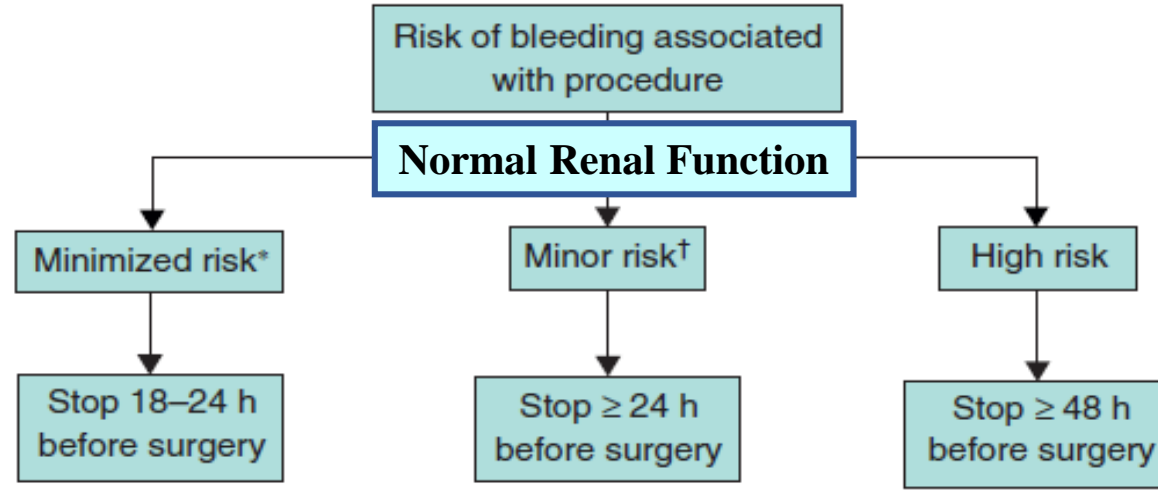 Risk of bleeding associated
with procedure
Normal Renal Function
Minimized risk*
Minor risk†
High risk
Stop 18–24 h
before surgery
Stop ≥ 24 h
before surgery
Stop ≥ 48 h
before surgery